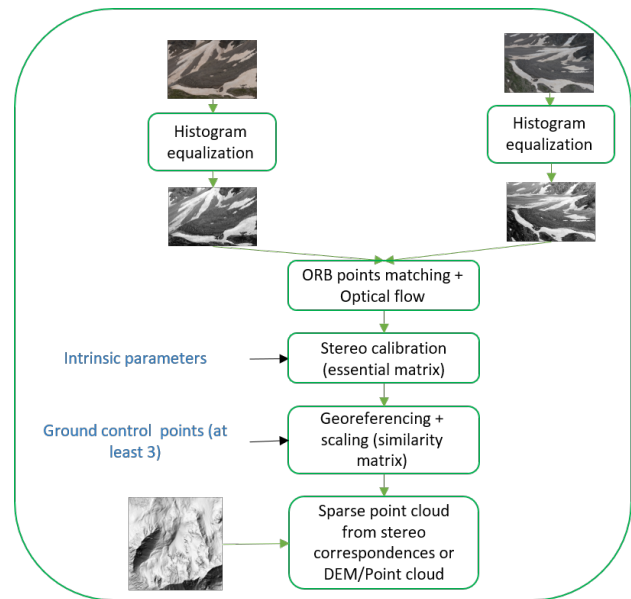 Histogram
equalization
Histogram
equalization
ORB points matching +
Optical flow
Intrinsic parameters
Stereo calibration
(essential matrix)
Ground control points (at
least 3)
Georeferencing +
scaling (similarity
matrix)
Sparse point cloud
from stereo
correspondences or
DEM/Point cloud